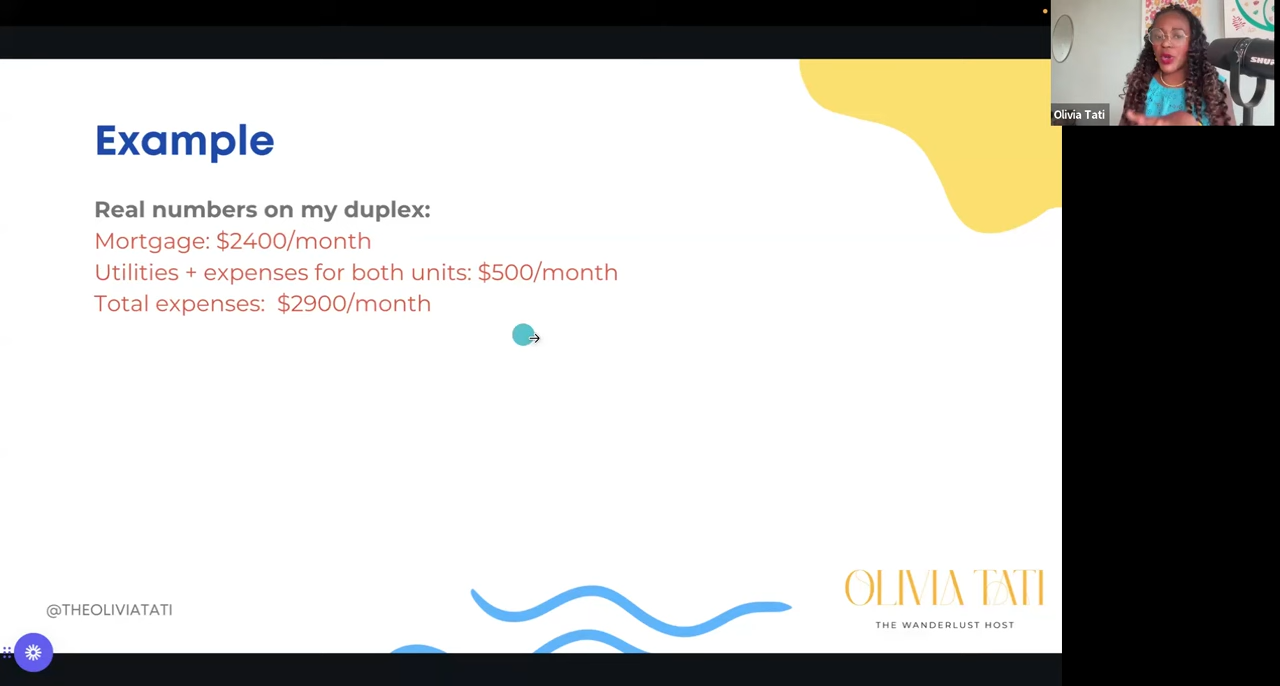 Example
Real numbers on my duplex:
Mortgage: $2400/month
Utilities + expenses for both units: $500/month
Total expenses: $2900/month
@THEOLIVIATATI
OLIVIA TATI
THE WANDERLUST HOST
Olivia Tati
SHURE